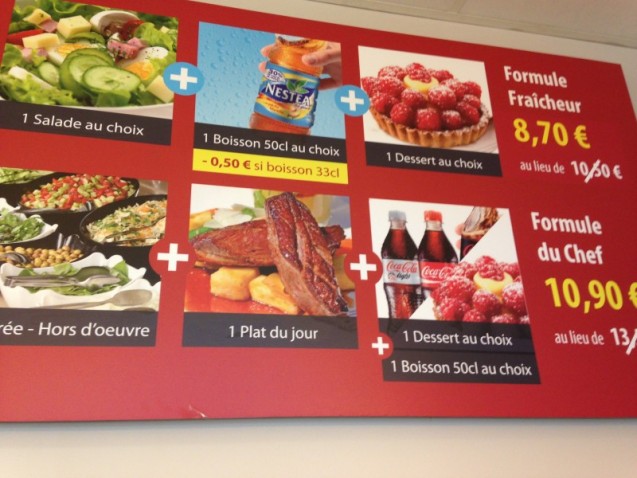 1 Salade au choix
NESTEA
1 Boisson 50cl au choix
- 0,50 € si boisson 33cl
1 Dessert au choix
Formule
Fraîcheur
8,70 €
au lieu de 10,50 €
rée - Hors d'oeuvre
1 Plat du jour
Coca-Cola light
Coca-Cola
1 Dessert au choix
1 Boisson 50cl au choix
Formule
du Chef
10,90 €
au lieu de 13,